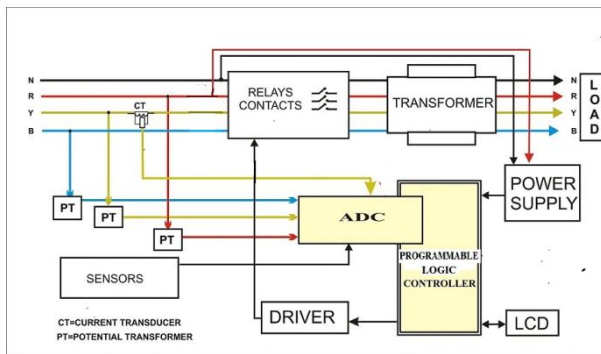 N
R
Y
B
CT
RELAYS
CONTACTS
TRANSFORMER
N
R
Y
B
LOAD
PT
PT
PT
ADC
POWER
SUPPLY
PROGRAMMABLE
LOGIC
CONTROLLER
SENSORS
DRIVER
LCD
CT=CURRENT TRANSDUCER
PT=POTENTIAL TRANSFORMER